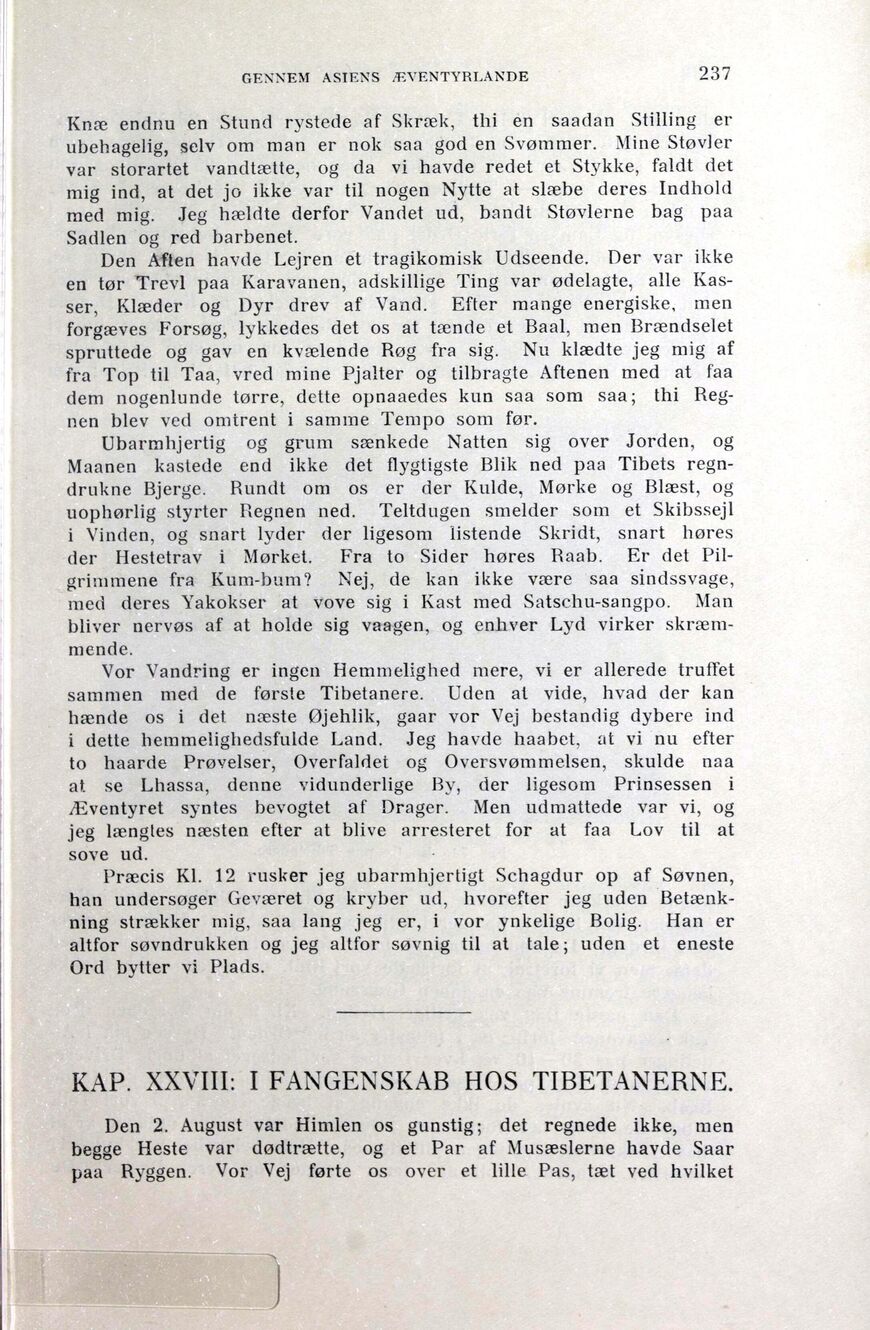 GENNEM ASIENS ÆVENTYRLANDE 237
Knæ endnu en Stund rystede af Skræk, thi en saadan Stilling er
ubehagelig, selv om man er nok saa god en Svømmer. Mine Støvler
var storartet vandtætte, og da vi havde redet et Stykke, faldt det
mig ind, at det jo ikke var til nogen Nytte at slæbe deres Indhold
med mig. Jeg hældte derfor Vandet ud, bandt Støvlerne bag paa
Sadlen og red barbenet.
Den Aften havde Lejren et tragikomisk Udseende. Der var ikke
en tør Trevl paa Karavanen, adskillige Ting var ødelagte, alle Kas-
ser, Klæder og Dyr drev af Vand. Efter mange energiske, men
forgæves Forsøg, lykkedes det os at tænde et Baal, men Brændselet
spruttede og gav en kvælende Røg fra sig. Nu klædte jeg mig af
fra Top til Taa, vred mine Pjalter og tilbragte Aftenen med at faa
dem nogenlunde tørre, dette opnaaedes kun saa som saa; thi Reg-
nen blev ved omtrent i samme Tempo som før.
Ubarmhjertig og grum sænkede Natten sig over Jorden, og
Maanen kastede end ikke det flygtigste Blik ned paa Tibets regn-
drukne Bjerge. Rundt om os er der Kulde, Mørke og Blæst, og
uophørlig styrter Regnen ned. Teltdugen smelder som et Skibssejl
i Vinden, og snart lyder der ligesom listende Skridt, snart høres
der Hestetrav i Mørket. Fra to Sider høres Raab. Er det Pil-
grimmene fra Kum-bum? Nej, de kan ikke være saa sindssvage,
med deres Yakokser at vove sig i Kast med Satschu-sangpo. Man
bliver nervøs af at holde sig vaagen, og enhver Lyd virker skræm-
mende.
Vor Vandring er ingen Hemmelighed mere, vi er allerede truffet
sammen med de første Tibetanere. Uden at vide, hvad der kan
hænde os i det næste Øjehlik, gaar vor Vej bestandig dybere ind
i dette hemmelighedsfulde Land. Jeg havde haabet, at vi nu efter
to haarde Prøvelser, Overfaldet og Oversvømmelsen, skulde naa
at se Lhassa, denne vidunderlige By, der ligesom Prinsessen i
Æventyret syntes bevogtet af Drager. Men udmattede var vi, og
jeg længtes næsten efter at blive arresteret for at faa Lov til at
sove ud.
Præcis Kl. 12 rusker jeg ubarmhjertigt Schagdur op af Søvnen,
han undersøger Geværet og kryber ud, hvorefter jeg uden Betænk-
ning strækker mig, saa lang jeg er, i vor ynkelige Bolig. Han er
altfor søvndrukken og jeg altfor søvnig til at tale; uden et eneste
Ord bytter vi Plads.
KAP. XXVIII: I FANGENSKAB HOS TIBETANERNE.
Den 2. August var Himlen os gunstig; det regnede ikke, men
begge Heste var dødtrætte, og et Par af Musæslerne havde Saar
paa Ryggen. Vor Vej førte os over et lille Pas, tæt ved hvilket